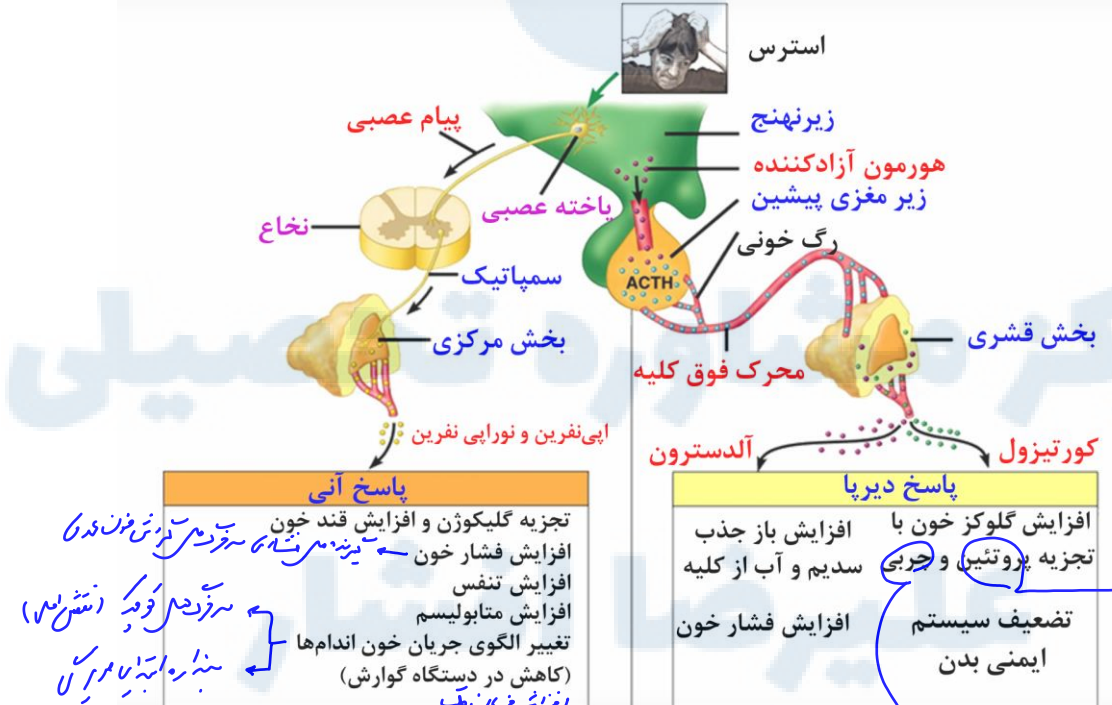 استرس
زیرنهنج
هورمون آزادکننده
زیر مغزی پیشین
رگ خونی
پیام عصبی
یاخته عصبی
نخاع
سمپاتیک
ACTH
بخش مرکزی
بخش قشری
محرک فوق کلیه
اپی‌نفرین و نوراپی نفرین
آلدسترون
کورتیزول
پاسخ دیرپا
افزایش گلوکز خون با
تجزیه پروتئین و چربی
تضعیف سیستم
ایمنی بدن
افزایش باز جذب
سدیم و آب از کلیه
افزایش فشار خون
پاسخ آنی
تجزیه گلیکوژن و افزایش قند خون
افزایش فشار خون
افزایش تنفس
افزایش متابولیسم
تغییر الگوی جریان خون اندام‌ها
(کاهش در دستگاه گوارش)
مشاوره تحصیلی
علیرضا افشار